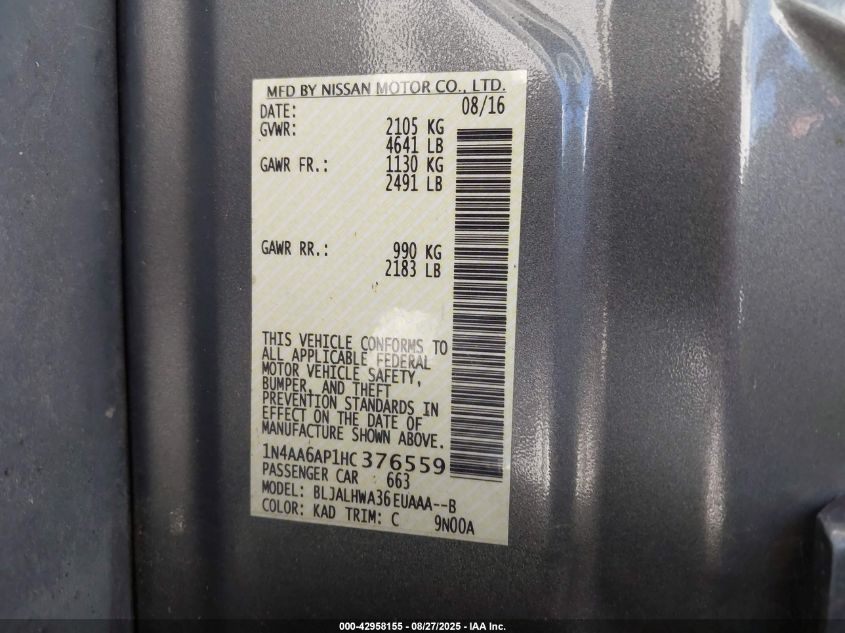 MFD BY NISSAN MOTOR CO., LTD.
DATE: 08/16
GVWR: 2105 KG
4641 LB
GAWR FR.: 1130 KG
2491 LB
GAWR RR.: 990 KG
2183 LB
THIS VEHICLE CONFORMS TO
ALL APPLICABLE FEDERAL
MOTOR VEHICLE SAFETY,
BUMPER, AND THEFT
PREVENTION STANDARDS IN
EFFECT ON THE DATE OF
MANUFACTURE SHOWN ABOVE.
1N4AA6AP1HC376559
PASSENGER CAR 663
MODEL: BLJALHWA36EUAAA--B
COLOR: KAD TRIM: C 9N00A
000-42958155 - 08/27/2025 - IAA Inc.